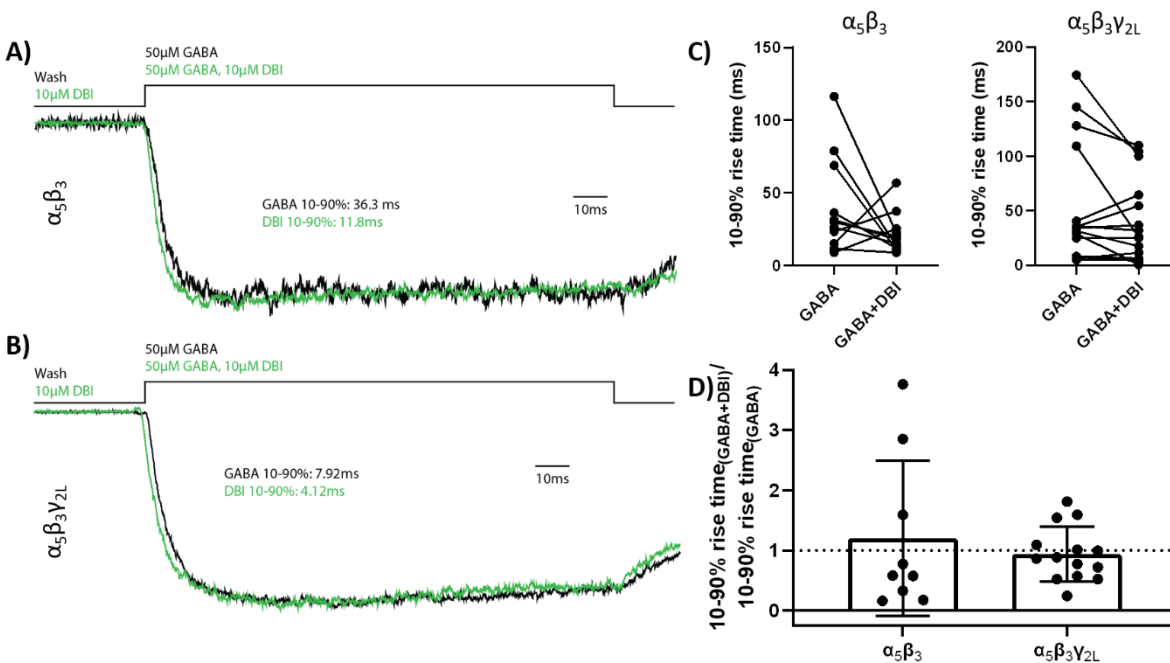 A)
50µM GABA
50µM GABA, 10µM DBI
Wash
10µM DBI
α₅β₃
GABA 10-90%: 36.3 ms
DBI 10-90%: 11.8ms
10ms
B)
50µM GABA
50µM GABA, 10µM DBI
Wash
10µM DBI
α₅β₃γ₂L
GABA 10-90%: 7.92ms
DBI 10-90%: 4.12ms
10ms
C)
α₅β₃
10-90% rise time (ms)
150
100
50
0
GABA
GABA+DBI
α₅β₃γ₂L
10-90% rise time (ms)
200
150
100
50
0
GABA
GABA+DBI
D)
10-90% rise time(GABA+DBI)/
10-90% rise time(GABA)
4
3
2
1
0
α₅β₃
α₅β₃γ₂L